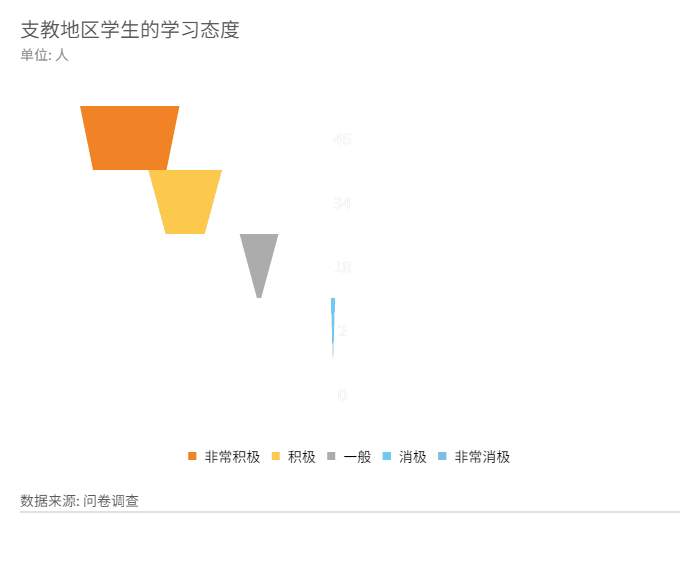 支教地区学生的学习态度
单位: 人
46
34
18
2
0
非常积极 积极 一般 消极 非常消极
数据来源: 问卷调查